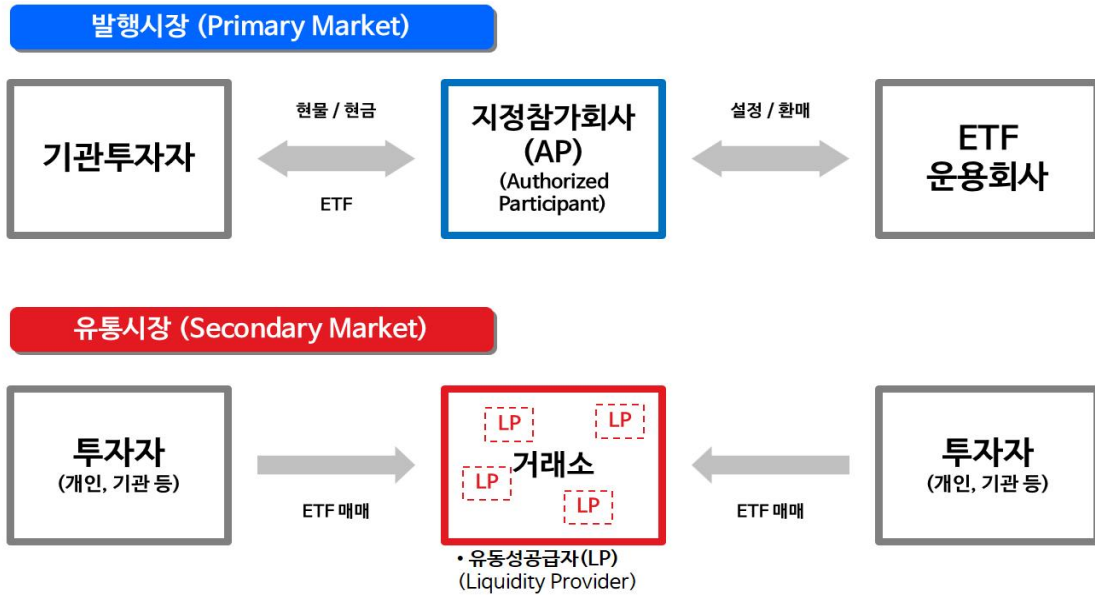 발행시장 (Primary Market)
기관투자자
현물 / 현금
ETF
지정참가회사
(AP)
(Authorized
Participant)
설정 / 환매
ETF
운용회사
유통시장 (Secondary Market)
투자자
(개인, 기관 등)
ETF 매매
LP
LP
거래소
LP
LP
ETF 매매
투자자
(개인, 기관 등)
• 유동성공급자(LP)
(Liquidity Provider)